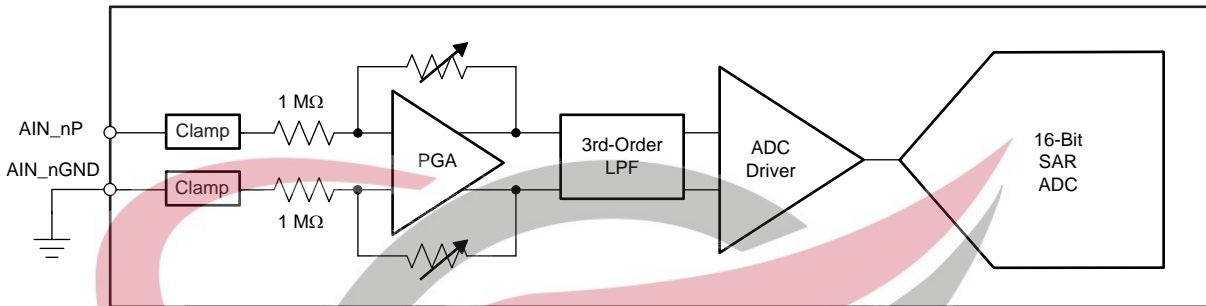 AIN_nP
AIN_nGND
Clamp
Clamp
1 MΩ
1 MΩ
PGA
3rd-Order
LPF
ADC
Driver
16-Bit
SAR
ADC